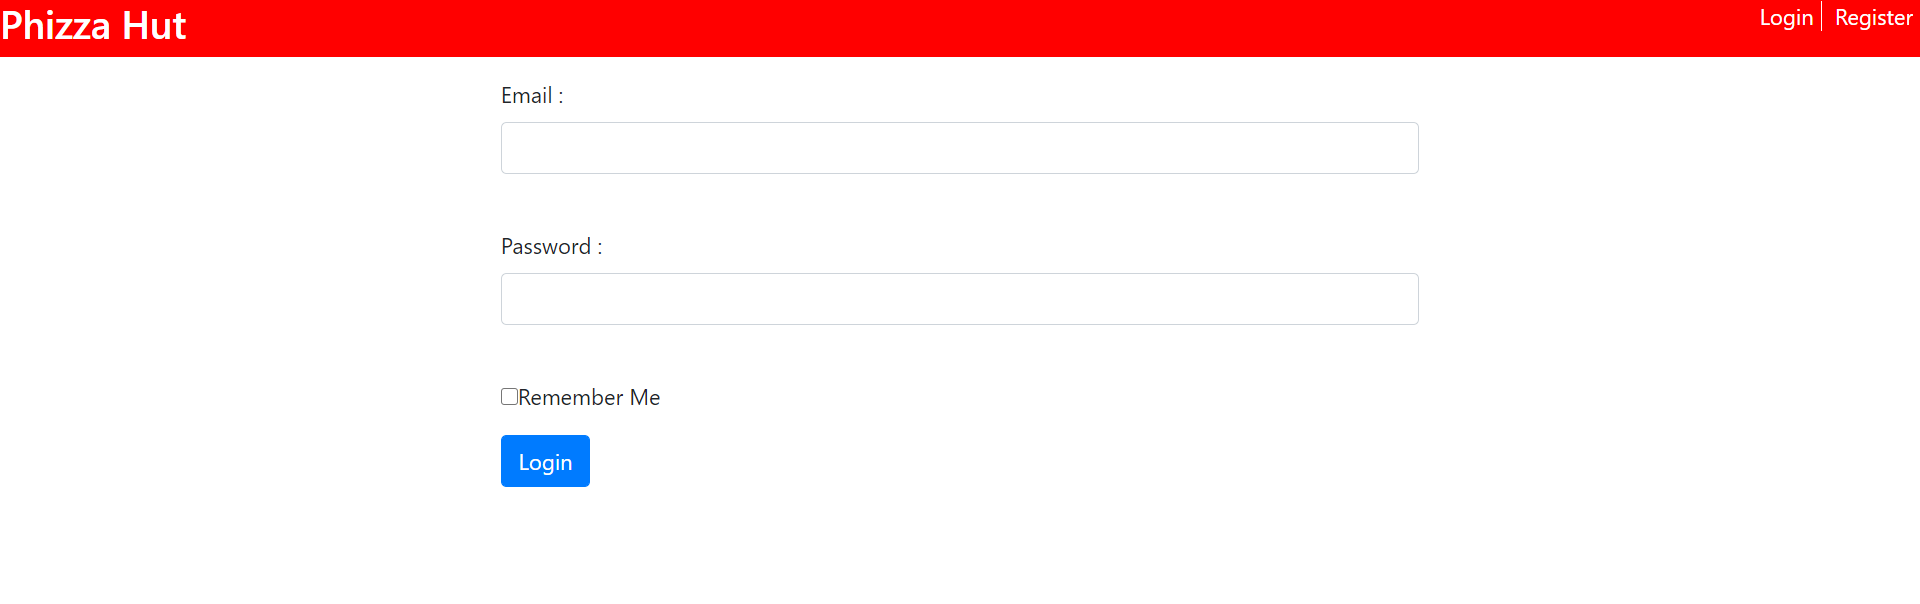 Phizza Hut
Login
Register
Email :
Password :
Remember Me
Login